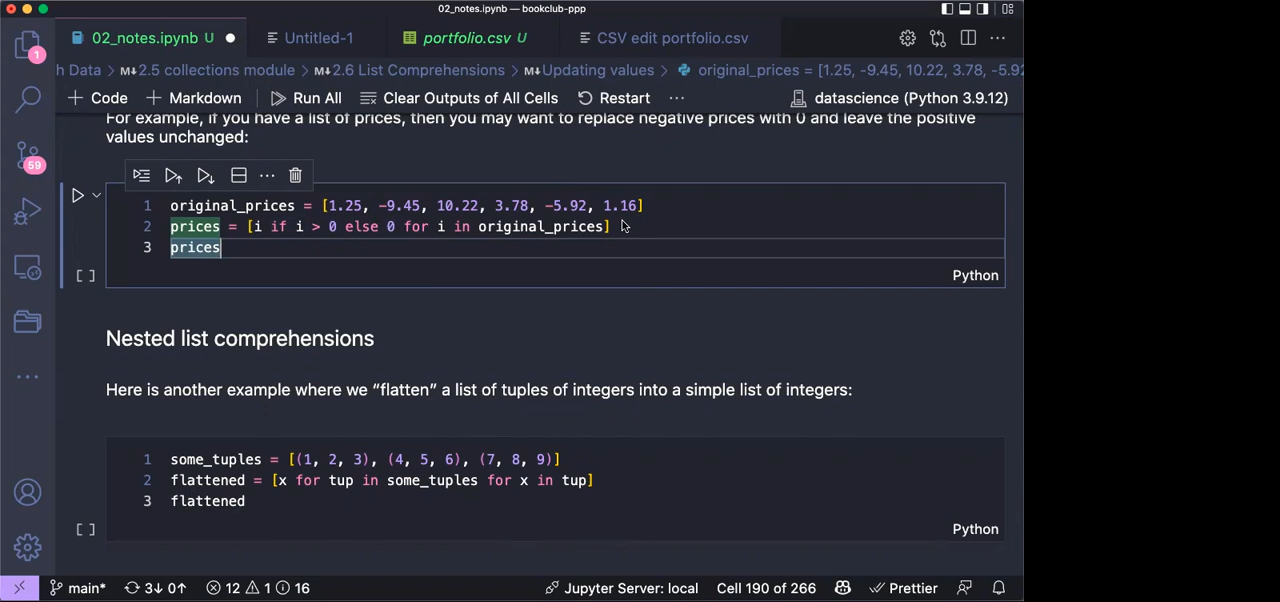 02_notes.ipynb — bookclub-ppp
02_notes.ipynb U
Untitled-1
portfolio.csv U
CSV edit portfolio.csv
h Data > M↓2.5 collections module > M↓2.6 List Comprehensions > M↓Updating values > original_prices = [1.25, -9.45, 10.22, 3.78, -5.92
+ Code + Markdown Run All Clear Outputs of All Cells Restart ···
datascience (Python 3.9.12)
For example, if you have a list of prices, then you may want to replace negative prices with 0 and leave the positive
values unchanged:
1 original_prices = [1.25, -9.45, 10.22, 3.78, -5.92, 1.16]
2 prices = [i if i > 0 else 0 for i in original_prices]
3 prices
[ ]
Python
Nested list comprehensions
Here is another example where we “flatten” a list of tuples of integers into a simple list of integers:
1 some_tuples = [(1, 2, 3), (4, 5, 6), (7, 8, 9)]
2 flattened = [x for tup in some_tuples for x in tup]
3 flattened
[ ]
Python
1
59
main* 3↓ 0↑ 12 1 16
Jupyter Server: local Cell 190 of 266 Prettier